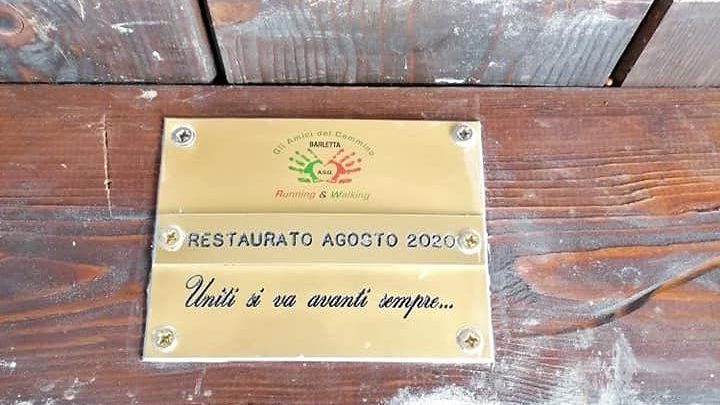 Gli Amici del Cammino
BARLETTA
A.S.D.
Running & Walking
RESTAURATO AGOSTO 2020
Uniti si va avanti sempre...